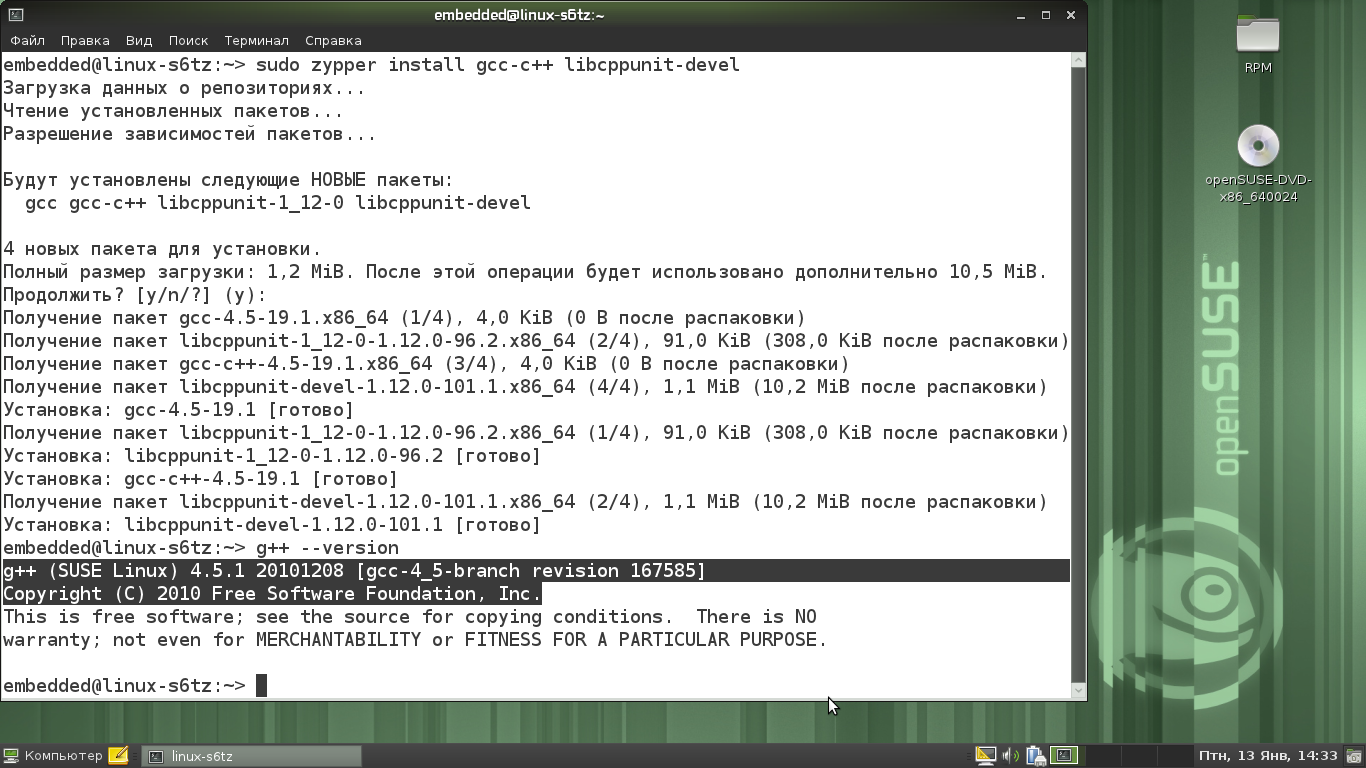 embedded@linux-s6tz:~
Файл Правка Вид Поиск Терминал Справка
embedded@linux-s6tz:~> sudo zypper install gcc-c++ libcppunit-devel
Загрузка данных о репозиториях...
Чтение установленных пакетов...
Разрешение зависимостей пакетов...
Будут установлены следующие НОВЫЕ пакеты:
gcc gcc-c++ libcppunit-1_12-0 libcppunit-devel
4 новых пакета для установки.
Полный размер загрузки: 1,2 MiB. После этой операции будет использовано дополнительно 10,5 MiB.
Продолжить? [y/n/?] (y):
Получение пакет gcc-4.5-19.1.x86_64 (1/4), 4,0 KiB (0 B после распаковки)
Получение пакет libcppunit-1_12-0-1.12.0-96.2.x86_64 (2/4), 91,0 KiB (308,0 KiB после распаковки)
Получение пакет gcc-c++-4.5-19.1.x86_64 (3/4), 4,0 KiB (0 B после распаковки)
Получение пакет libcppunit-devel-1.12.0-101.1.x86_64 (4/4), 1,1 MiB (10,2 MiB после распаковки)
Установка: gcc-4.5-19.1 [готово]
Получение пакет libcppunit-1_12-0-1.12.0-96.2.x86_64 (1/4), 91,0 KiB (308,0 KiB после распаковки)
Установка: libcppunit-1_12-0-1.12.0-96.2 [готово]
Установка: gcc-c++-4.5-19.1 [готово]
Получение пакет libcppunit-devel-1.12.0-101.1.x86_64 (2/4), 1,1 MiB (10,2 MiB после распаковки)
Установка: libcppunit-devel-1.12.0-101.1 [готово]
embedded@linux-s6tz:~> g++ --version
g++ (SUSE Linux) 4.5.1 20101208 [gcc-4_5-branch revision 167585]
Copyright (C) 2010 Free Software Foundation, Inc.
This is free software; see the source for copying conditions.  There is NO
warranty; not even for MERCHANTABILITY or FITNESS FOR A PARTICULAR PURPOSE.
embedded@linux-s6tz:~>
RPM
openSUSE-DVD-
x86_640024
openSUSE™
Компьютер
linux-s6tz
Птн, 13 Янв, 14:33